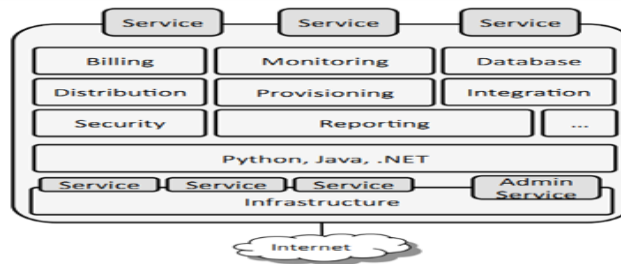 Service Service Service
Billing Monitoring Database
Distribution Provisioning Integration
Security Reporting ...
Python, Java, .NET
Service Service Service Admin Service
Infrastructure
Internet